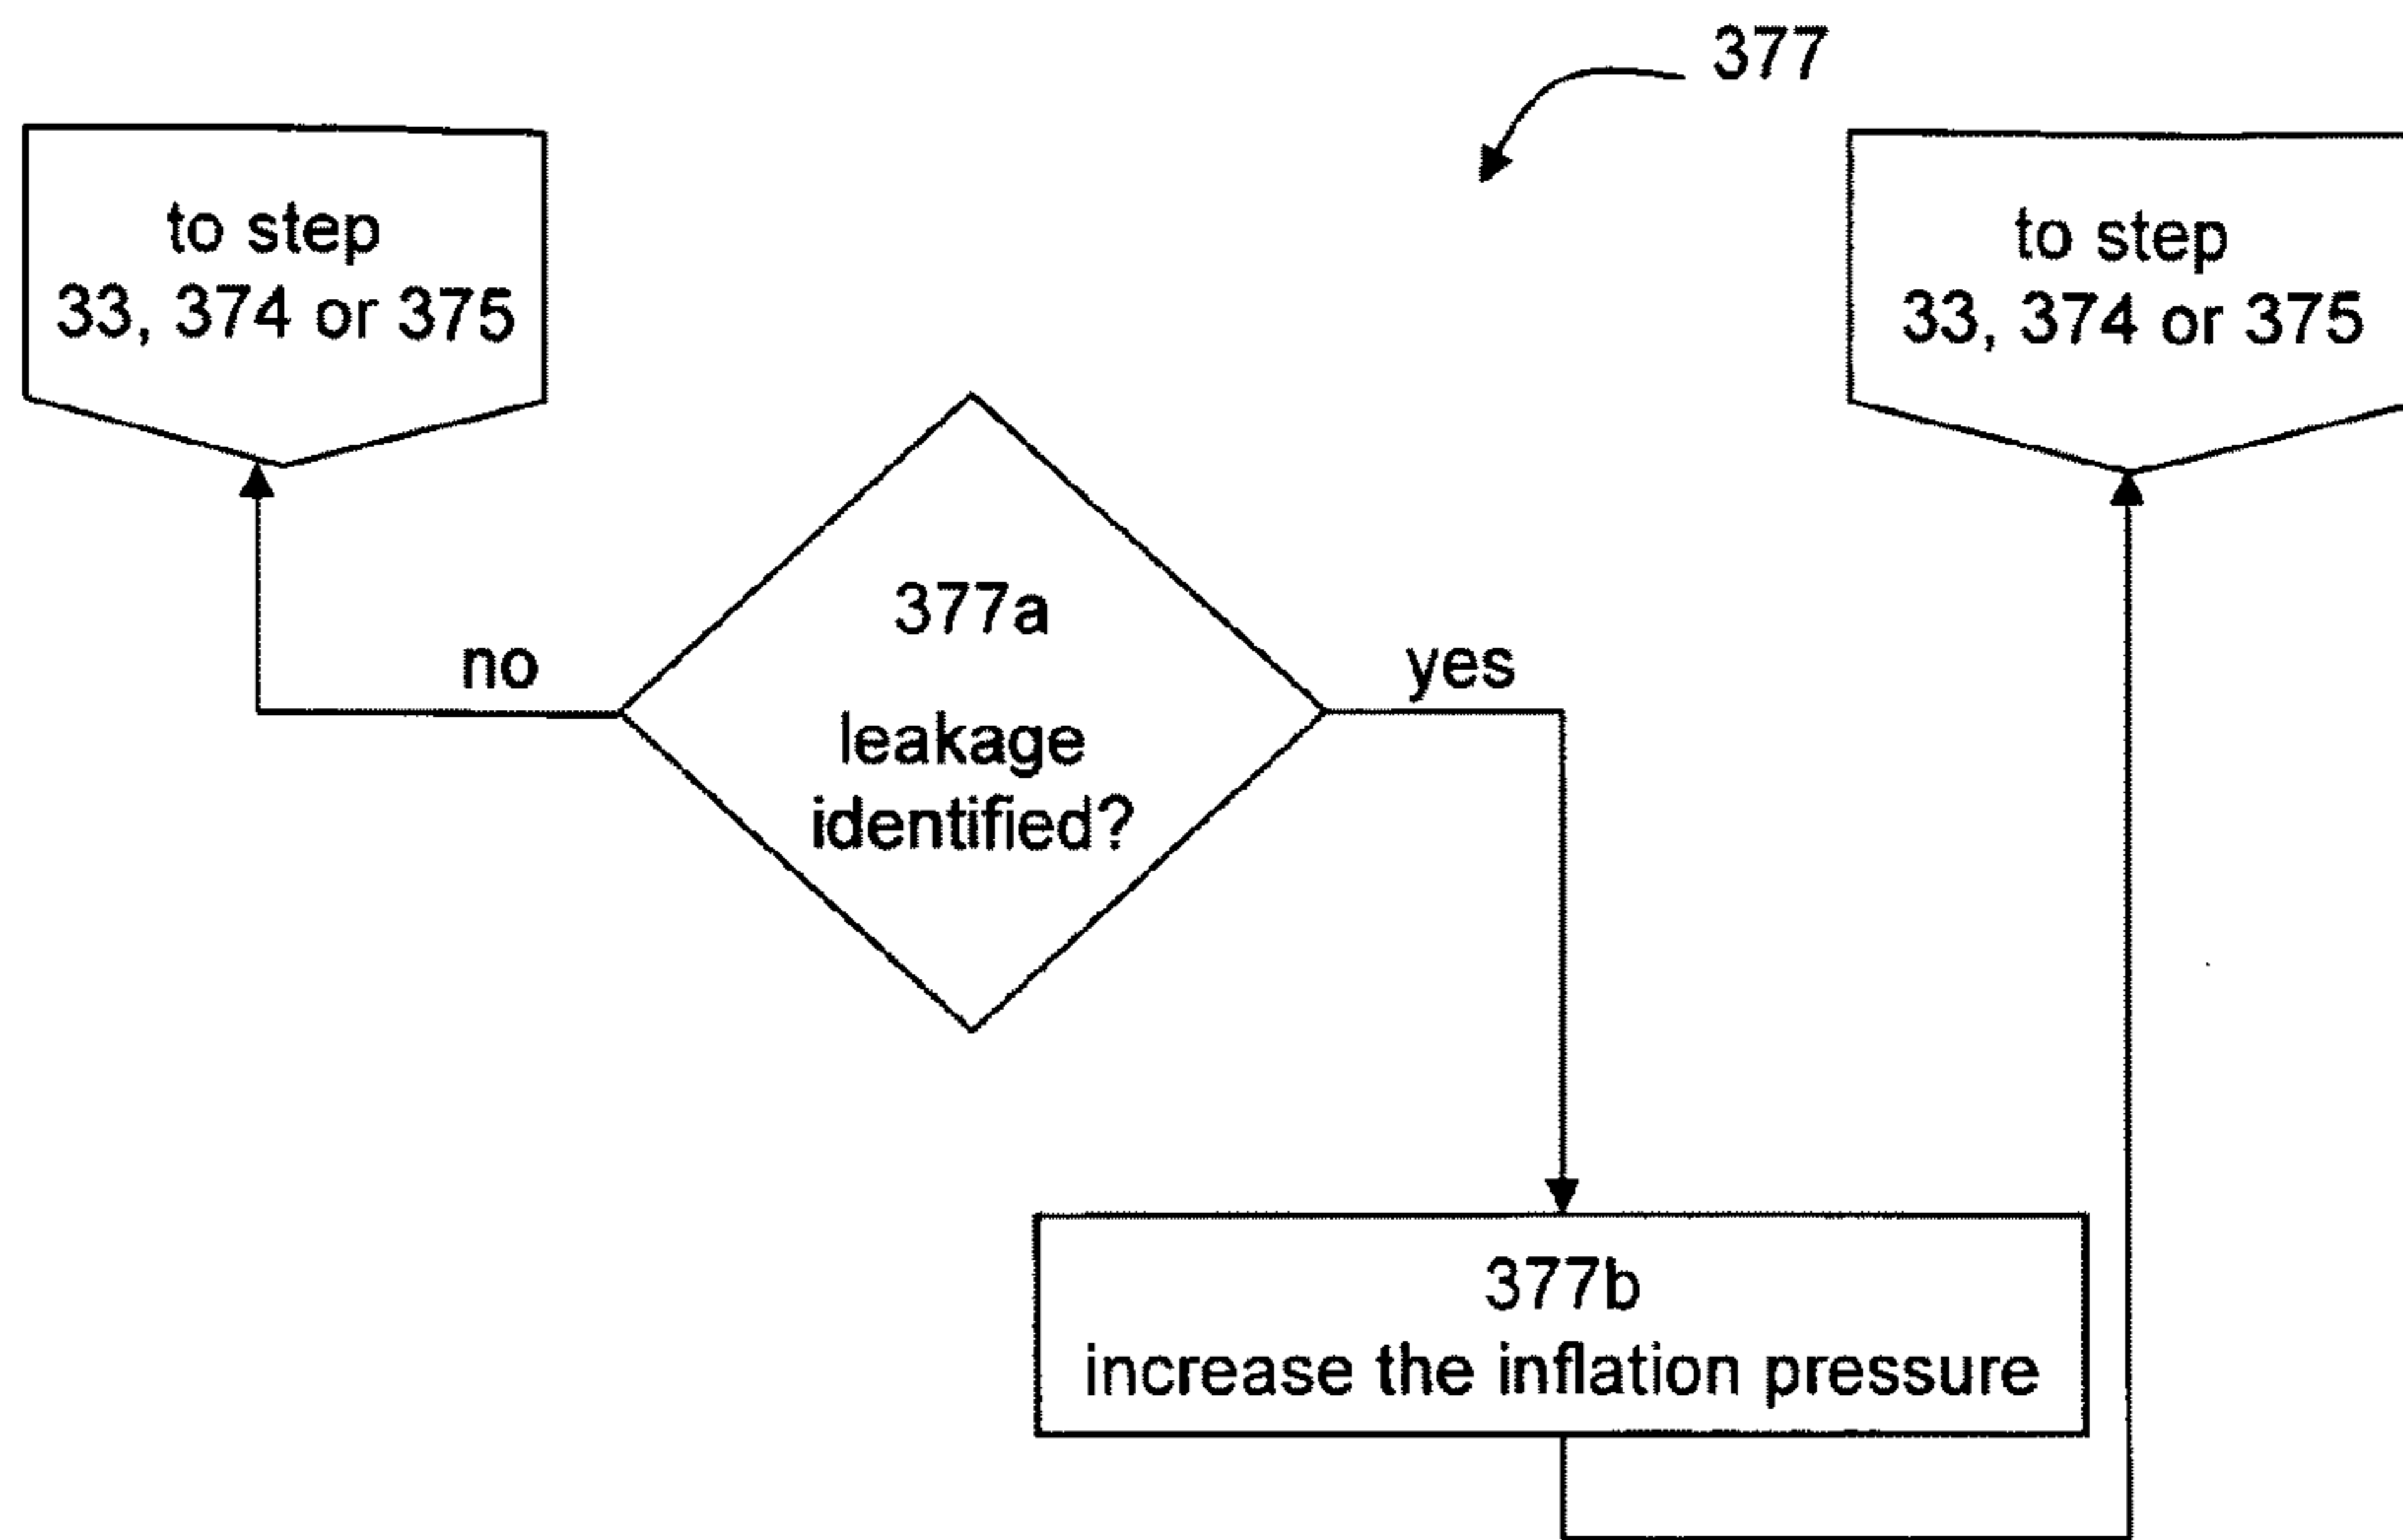 377
to step
33, 374 or 375
to step
33, 374 or 375
377a
leakage
identified?
no
yes
377b
increase the inflation pressure